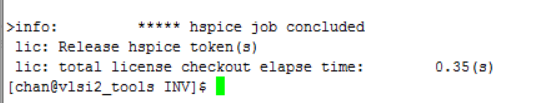 >info:         ***** hspice job concluded
lic: Release hspice token(s)
lic: total license checkout elapse time:         0.35(s)
[chan@vlsi2_tools INV]$